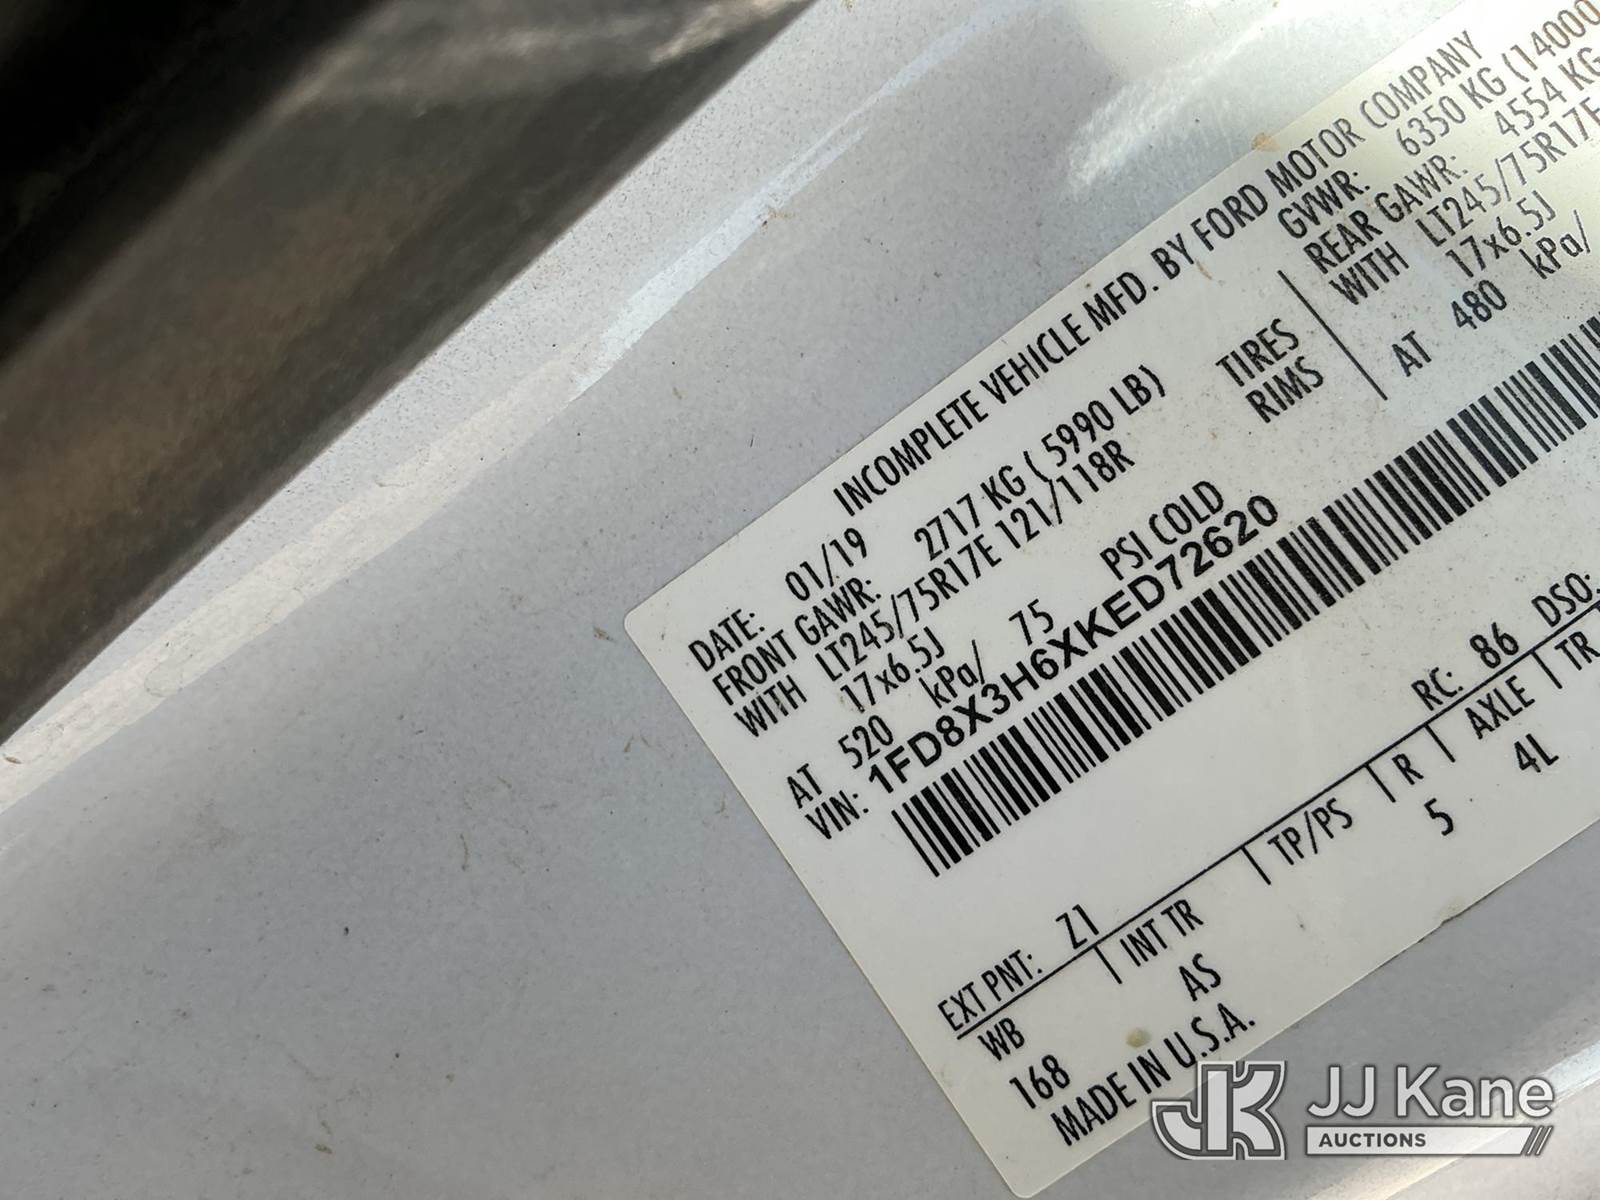 INCOMPLETE VEHICLE MFD. BY FORD MOTOR COMPANY
DATE: 01/19 GVWR: 6350 KG (14000
FRONT GAWR: 2717 KG ( 5990 LB) REAR GAWR: 4554 KG
WITH LT245/75R17E 121/118R TIRES WITH LT245/75R17E
17x6.5J RIMS 17x6.5J
AT 520 kPa/ 75 PSI COLD AT 480 kPa/
VIN: 1FD8X3H6XKED72620
EXT PNT: Z1 RC: 86 DSO:
WB INT TR TP/PS R AXLE TR
168 AS 5 4L
MADE IN U.S.A.
JK JJ Kane
AUCTIONS